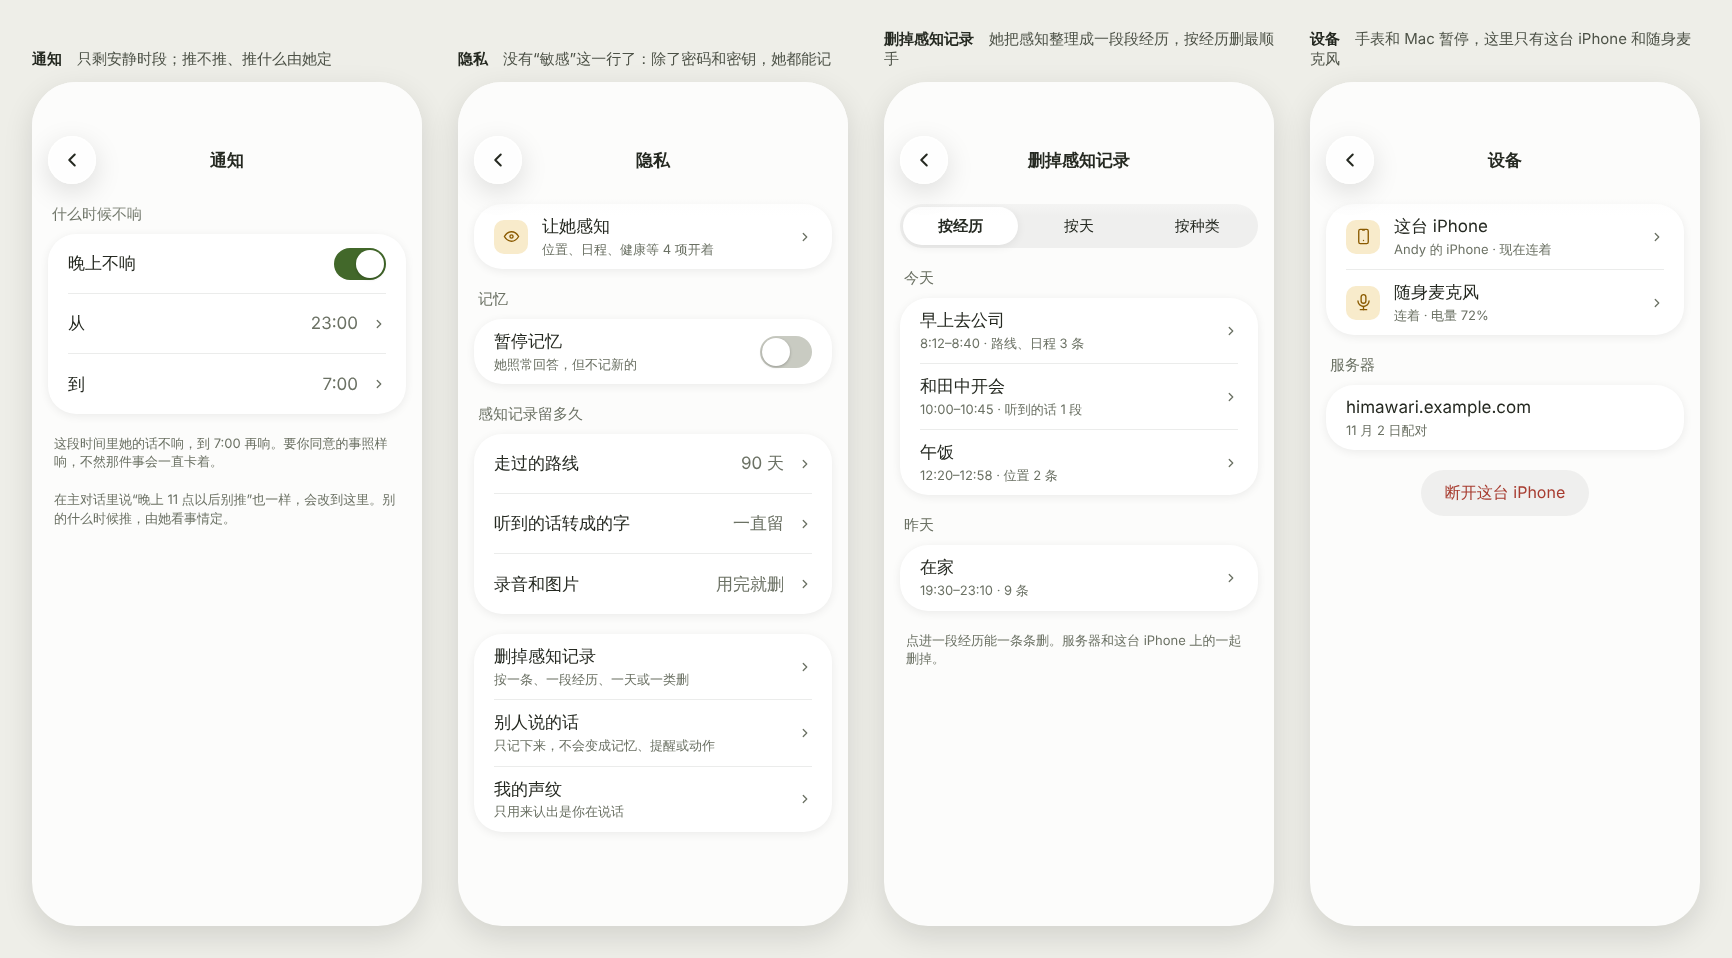 通知 只剩安静时段；推不推、推什么由她定
通知
什么时候不响
晚上不响
从 23:00
到 7:00
这段时间里她的话不响，到 7:00 再响。要你同意的事照样
响，不然那件事会一直卡着。
在主对话里说“晚上 11 点以后别推”也一样，会改到这里。别
的什么时候推，由她看事情定。
隐私 没有“敏感”这一行了：除了密码和密钥，她都能记
隐私
让她感知
位置、日程、健康等 4 项开着
记忆
暂停记忆
她照常回答，但不记新的
感知记录留多久
走过的路线 90 天
听到的话转成的字 一直留
录音和图片 用完就删
删掉感知记录
按一条、一段经历、一天或一类删
别人说的话
只记下来，不会变成记忆、提醒或动作
我的声纹
只用来认出是你在说话
删掉感知记录 她把感知整理成一段段经历，按经历删最顺
手
删掉感知记录
按经历 按天 按种类
今天
早上去公司
8:12–8:40 · 路线、日程 3 条
和田中开会
10:00–10:45 · 听到的话 1 段
午饭
12:20–12:58 · 位置 2 条
昨天
在家
19:30–23:10 · 9 条
点进一段经历能一条条删。服务器和这台 iPhone 上的一起
删掉。
设备 手表和 Mac 暂停，这里只有这台 iPhone 和随身麦
克风
设备
这台 iPhone
Andy 的 iPhone · 现在连着
随身麦克风
连着 · 电量 72%
服务器
himawari.example.com
11 月 2 日配对
断开这台 iPhone